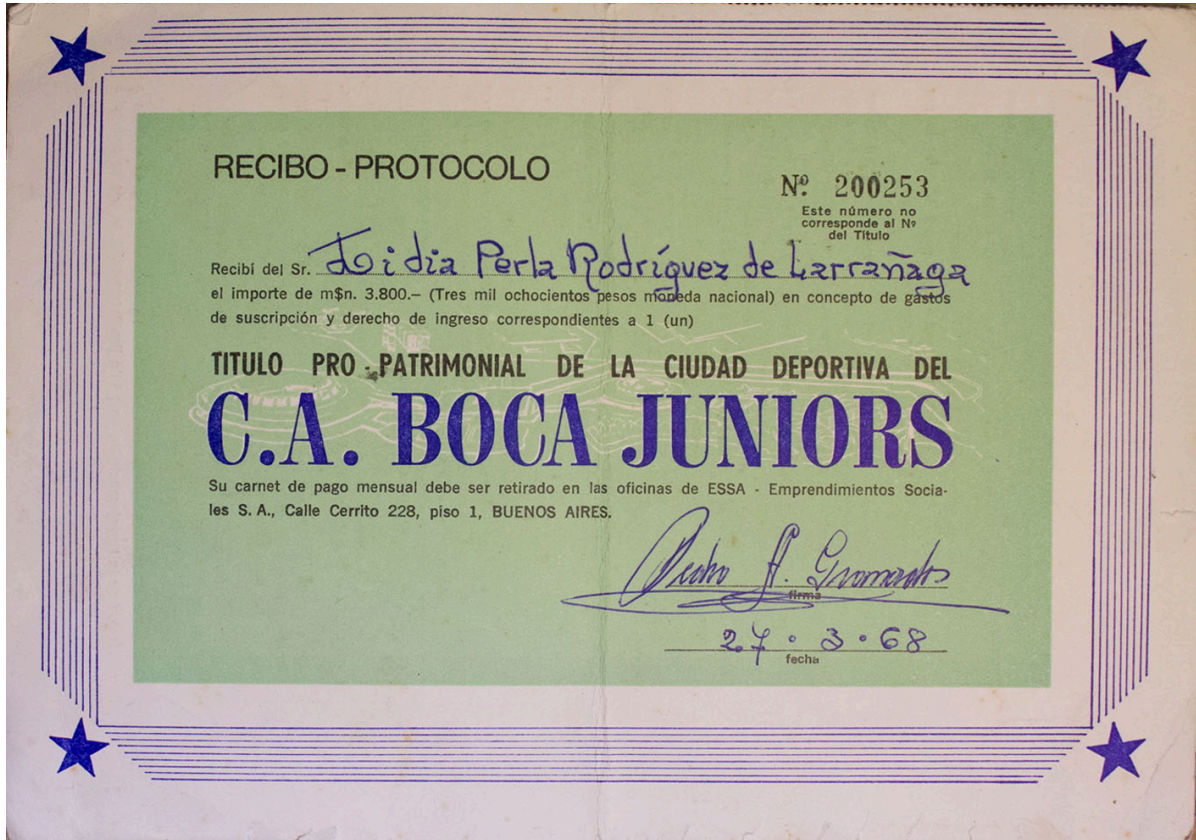 RECIBO - PROTOCOLO
Nº 200253
Este número no
corresponde al Nº
del Título
Recibí del Sr. Lidia Perla Rodríguez de Larrañaga
el importe de m$n. 3.800.— (Tres mil ochocientos pesos moneda nacional) en concepto de gastos
de suscripción y derecho de ingreso correspondientes a 1 (un)
TITULO PRO - PATRIMONIAL DE LA CIUDAD DEPORTIVA DEL
C.A. BOCA JUNIORS
Su carnet de pago mensual debe ser retirado en las oficinas de ESSA - Emprendimientos Socia-
les S. A., Calle Cerrito 228, piso 1, BUENOS AIRES.
Pedro A. Granados
firma
27 · 3 · 68
fecha